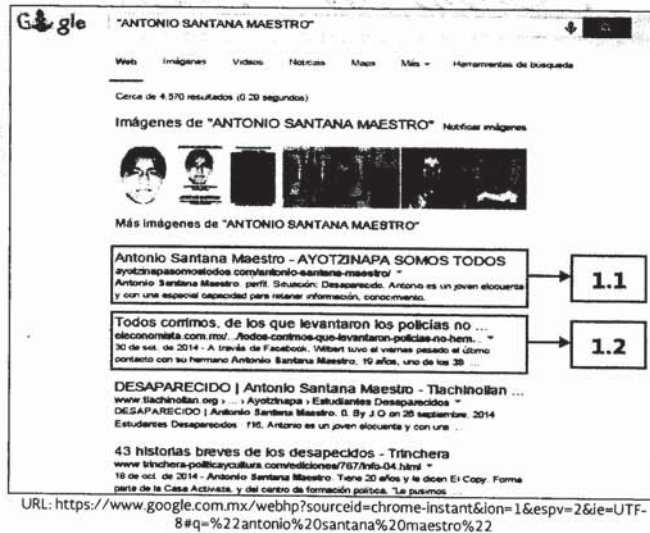 Google
"ANTONIO SANTANA MAESTRO"
Web Imágenes Videos Noticias Maps Más Herramientas de búsqueda
Cerca de 4,570 resultados (0.29 segundos)
Imágenes de "ANTONIO SANTANA MAESTRO" Notificar imágenes
Más imágenes de "ANTONIO SANTANA MAESTRO"
Antonio Santana Maestro - AYOTZINAPA SOMOS TODOS
ayotzinapasomostodos.com/antonio-santana-maestro/
Antonio Santana Maestro. perfil. Situación: Desaparecido. Antonio es un joven elocuente
y con una especial capacidad para retener información, conocimiento.
1.1
Todos corrimos, de los que levantaron los policías no ...
eleconomista.com.mx/.../todos-corrimos-que-levantaron-policias-no-hem...
30 de set. de 2014 - A través de Facebook, Wilbert tuvo el viernes pasado el último
contacto con su hermano Antonio Santana Maestro, 19 años, uno de los 38 ...
1.2
DESAPARECIDO | Antonio Santana Maestro - Tlachinollan ...
www.tlachinollan.org › ... › Ayotzinapa › Estudiantes Desaparecidos
DESAPARECIDO | Antonio Santana Maestro. 0. By J O on 26 septiembre, 2014
Estudiantes Desaparecidos · f16. Antonio es un joven elocuente y con una ...
43 historias breves de los desaparecidos - Trinchera
www.trinchera-politicaycultura.com/ediciones/767/info-04.html
18 de oct. de 2014 - Antonio Santana Maestro. Tiene 20 años y le dicen El Copy. Forma
parte de la Casa Activista, y del centro de formación política. "Le pusimos ...
URL: https://www.google.com.mx/webhp?sourceid=chrome-instant&ion=1&espv=2&ie=UTF-
8#q=%22antonio%20santana%20maestro%22